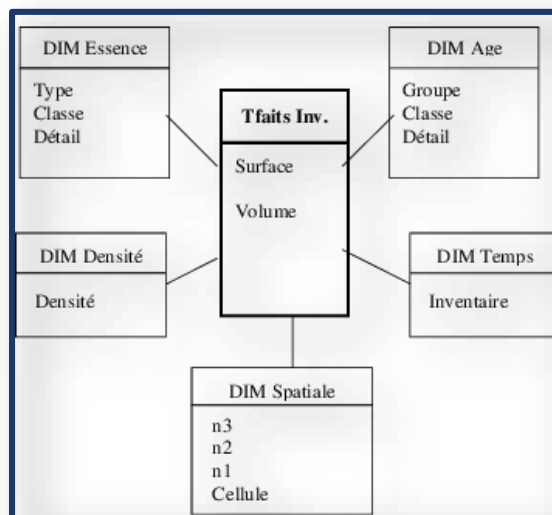 DIM Essence
Type
Classe
Détail
DIM Age
Groupe
Classe
Détail
Tfaits Inv.
Surface
Volume
DIM Densité
Densité
DIM Temps
Inventaire
DIM Spatiale
n3
n2
n1
Cellule